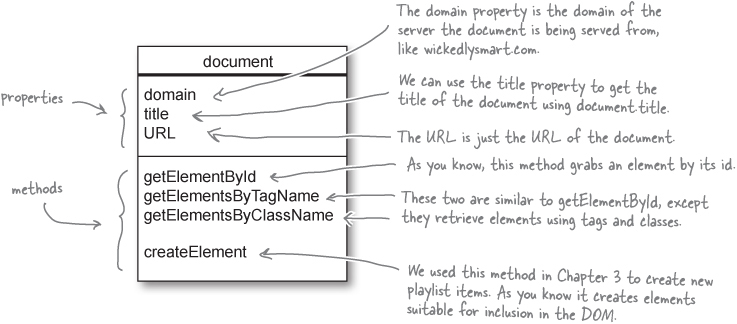 The domain property is the domain of the
server the document is being served from,
like wickedlysmart.com.
document
properties
domain
title
URL
We can use the title property to get the
title of the document using document.title.
The URL is just the URL of the document.
methods
getElementById
getElementsByTagName
getElementsByClassName
createElement
As you know, this method grabs an element by its id.
These two are similar to getElementById, except
they retrieve elements using tags and classes.
We used this method in Chapter 3 to create new
playlist items. As you know it creates elements
suitable for inclusion in the DOM.